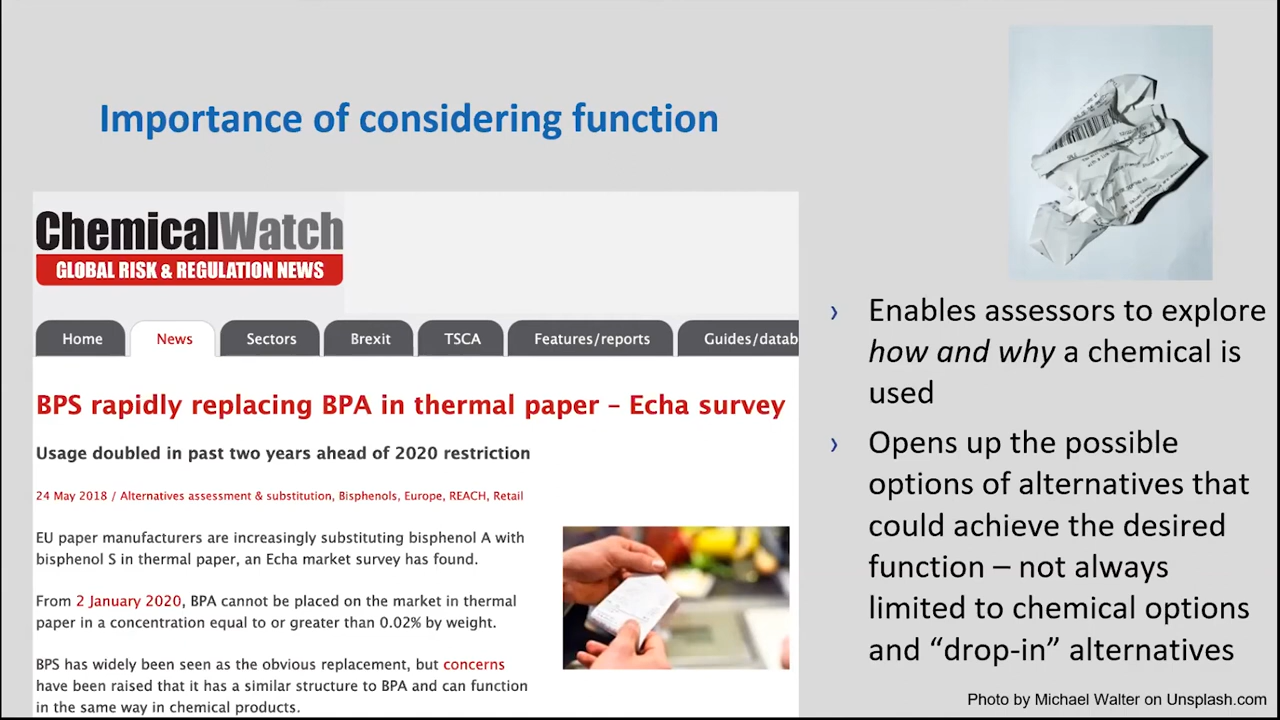 Importance of considering function
ChemicalWatch
GLOBAL RISK & REGULATION NEWS
Home News Sectors Brexit TSCA Features/reports Guides/datab
BPS rapidly replacing BPA in thermal paper – Echa survey
Usage doubled in past two years ahead of 2020 restriction
24 May 2018 / Alternatives assessment & substitution, Bisphenols, Europe, REACH, Retail
EU paper manufacturers are increasingly substituting bisphenol A with
bisphenol S in thermal paper, an Echa market survey has found.
From 2 January 2020, BPA cannot be placed on the market in thermal
paper in a concentration equal to or greater than 0.02% by weight.
BPS has widely been seen as the obvious replacement, but concerns
have been raised that it has a similar structure to BPA and can function
in the same way in chemical products.
› Enables assessors to explore
how and why a chemical is
used
› Opens up the possible
options of alternatives that
could achieve the desired
function – not always
limited to chemical options
and “drop-in” alternatives
Photo by Michael Walter on Unsplash.com